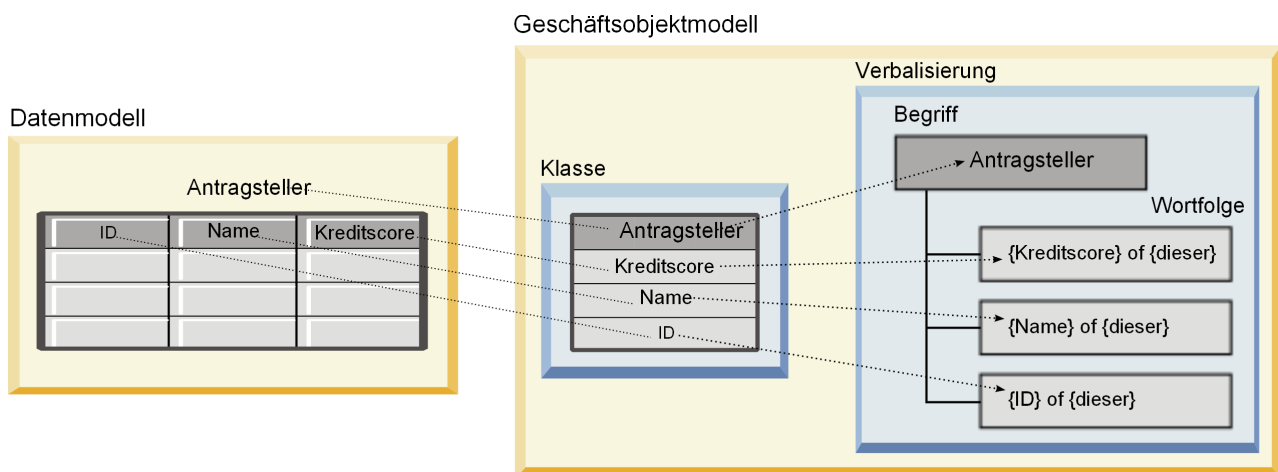 Geschäftsobjektmodell
Datenmodell
Antragsteller
ID Name Kreditscore
Klasse
Antragsteller
Kreditscore
Name
ID
Verbalisierung
Begriff
Antragsteller
Wortfolge
{Kreditscore} of {dieser}
{Name} of {dieser}
{ID} of {dieser}